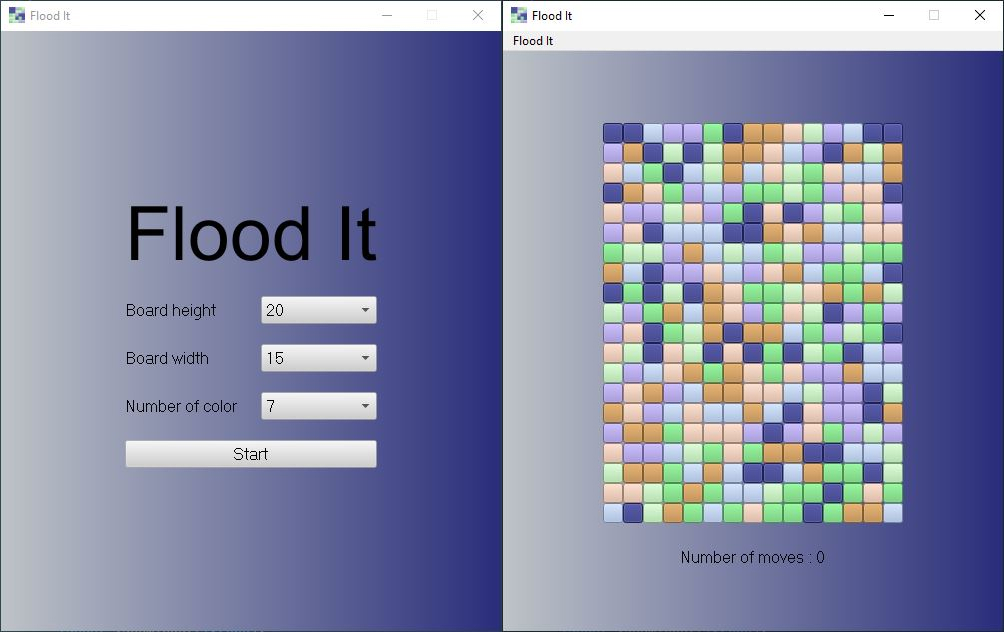 Flood It
Flood It
Board height 20
Board width 15
Number of color 7
Start
Flood It
Flood It
Number of moves : 0